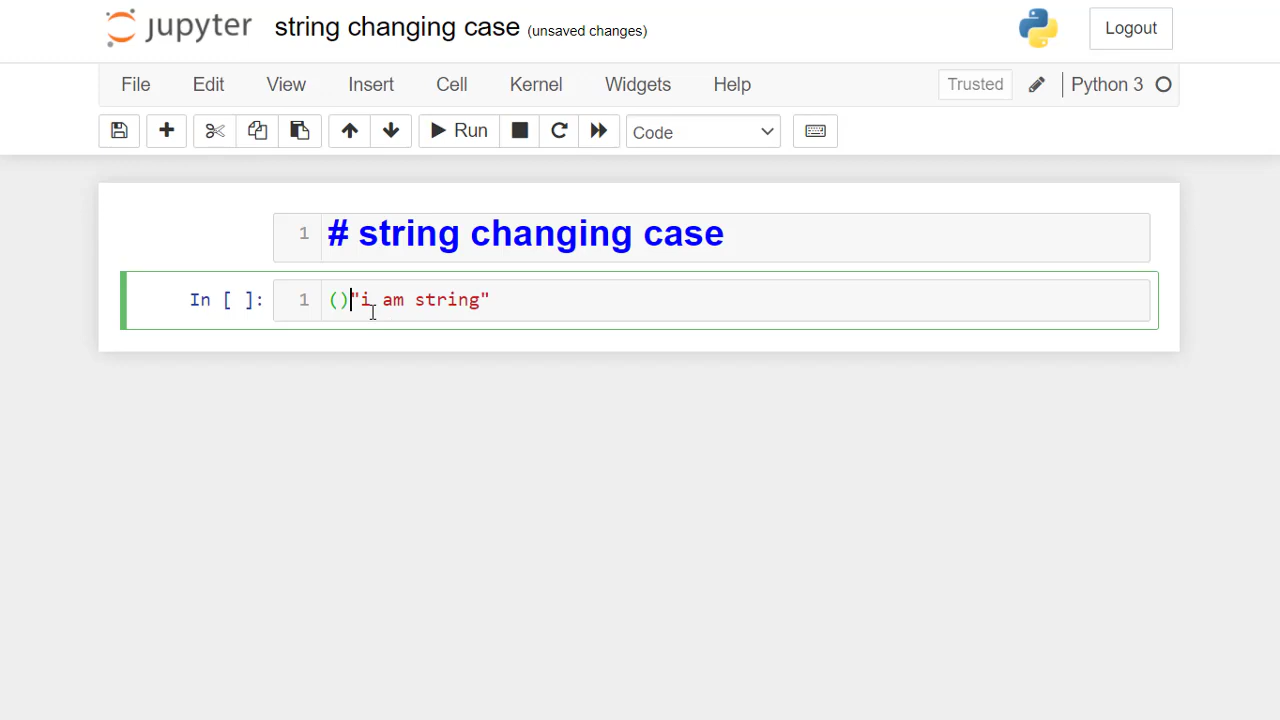 jupyter string changing case (unsaved changes) Logout
File Edit View Insert Cell Kernel Widgets Help Trusted Python 3
Run Code
1 # string changing case
In [ ]: 1 ()"i am string"